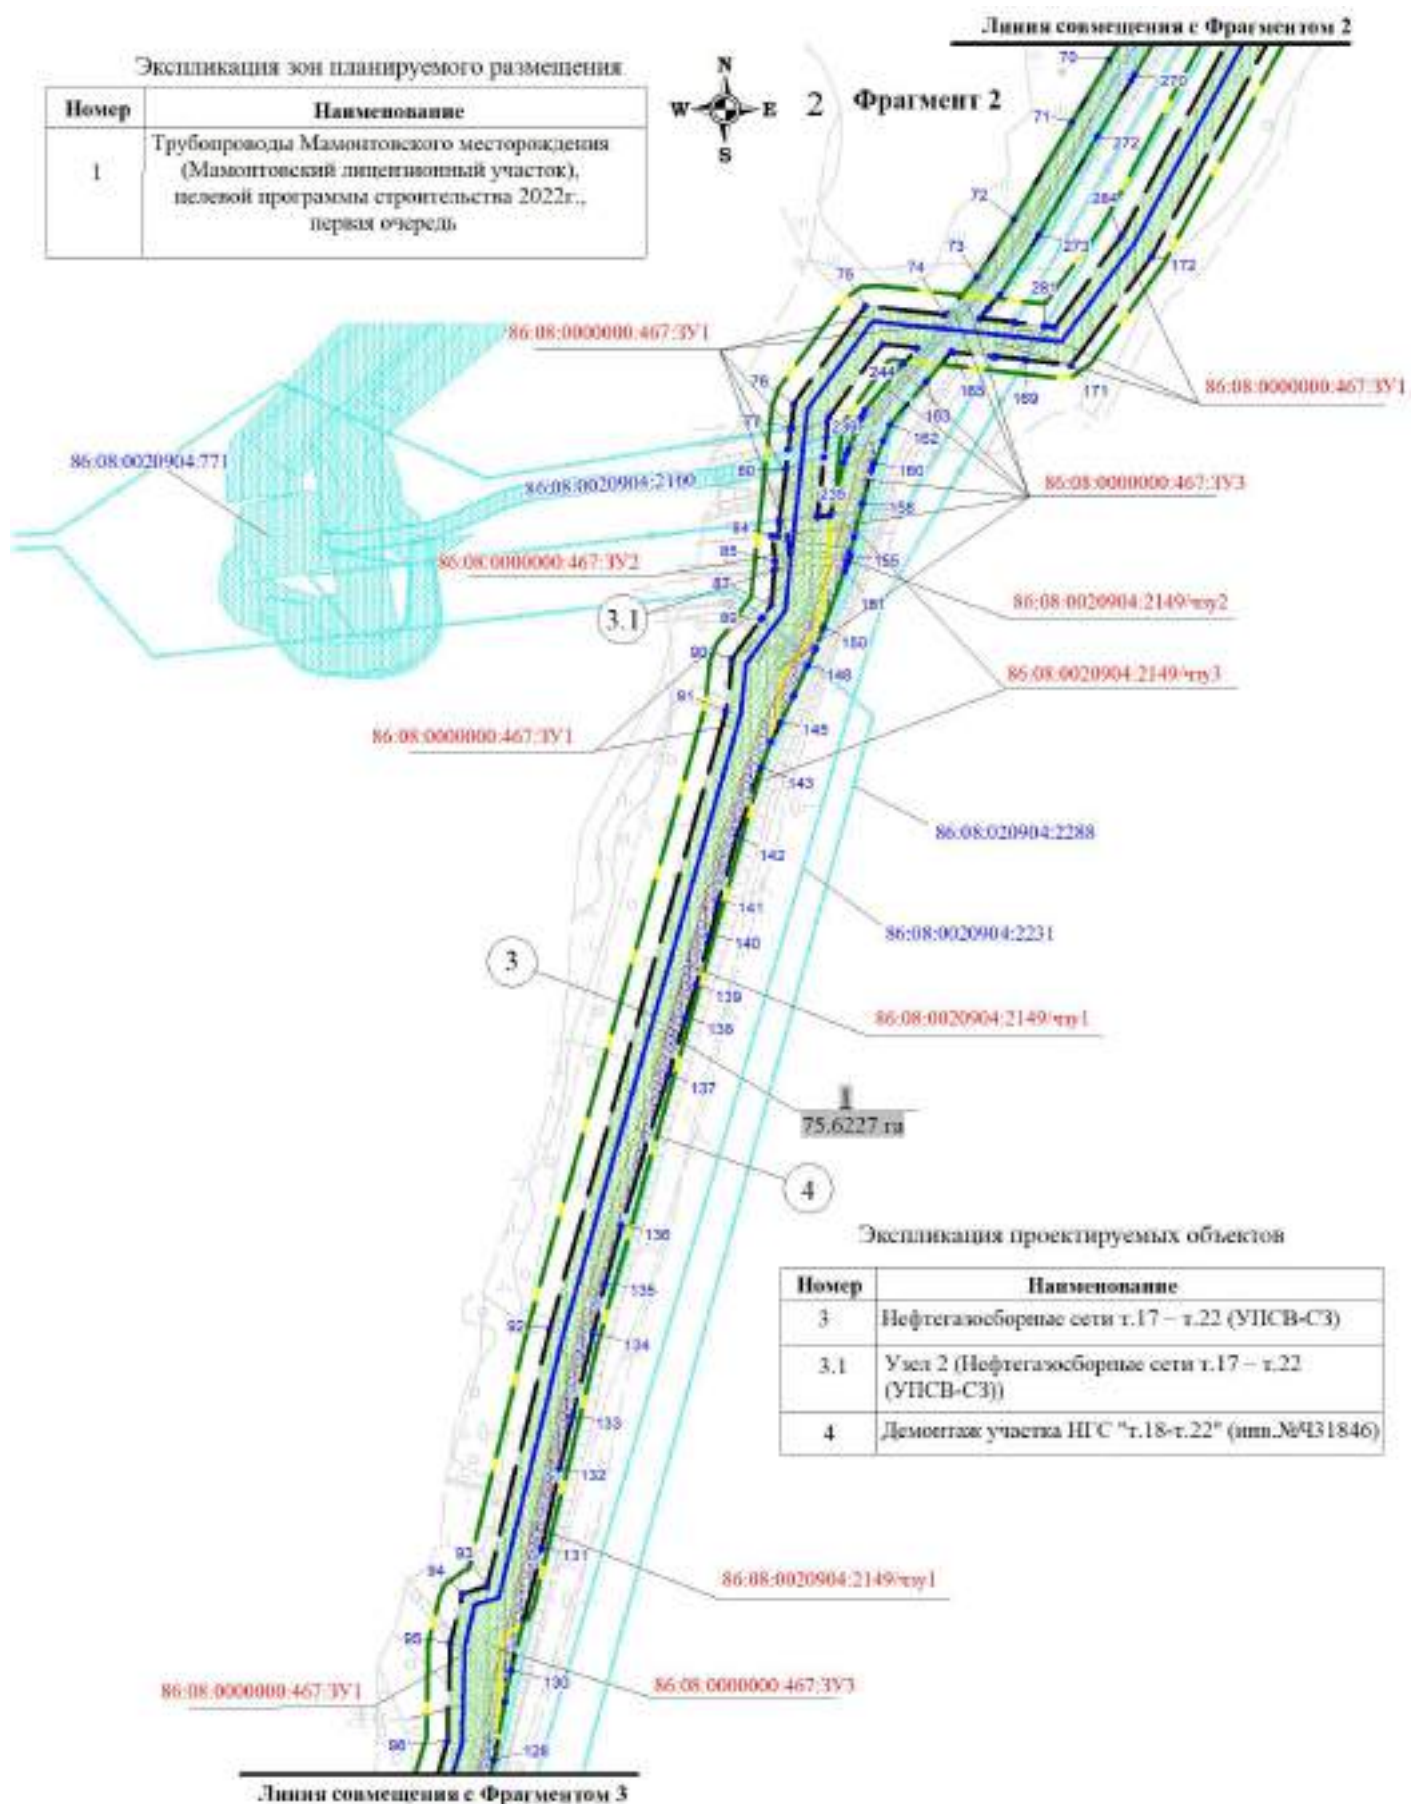 Линия совмещения с Фрагментом 2
Экспликация зон планируемого размещения
Номер
Наименование
1
Трубопроводы Мамонтовского месторождения
(Мамонтовский лицензионный участок),
целевой программы строительства 2022г.,
первая очередь
N
W
E
S
2
Фрагмент 2
70
270
71
272
72
284
273
73
172
74
75
281
86:08:0000000:467:ЗУ1
244
76
165
169
171
86:08:0000000:467:ЗУ1
163
77
239
162
86:08:0020904:771
80
160
86:08:0020904:2160
86:08:0000000:467:ЗУ3
235
158
84
85
155
86:08:0000000:467:ЗУ2
87
86:08:0020904:2149/чзу2
151
3.1
150
90
148
86:08:0020904:2149/чзу3
91
145
86:08:0000000:467:ЗУ1
143
86:08:020904:2288
142
141
86:08:0020904:2231
140
3
139
86:08:0020904:2149/чзу1
138
137
1
75.6227 га
4
136
Экспликация проектируемых объектов
Номер
Наименование
3
Нефтегазосборные сети т.17 – т.22 (УПСВ-СЗ)
3.1
Узел 2 (Нефтегазосборные сети т.17 – т.22
(УПСВ-СЗ))
4
Демонтаж участка НГС "т.18-т.22" (инв.№Ч31846)
135
92
134
133
132
131
93
94
86:08:0020904:2149/чзу1
95
130
86:08:0000000:467:ЗУ1
86:08:0000000:467:ЗУ3
96
128
Линия совмещения с Фрагментом 3